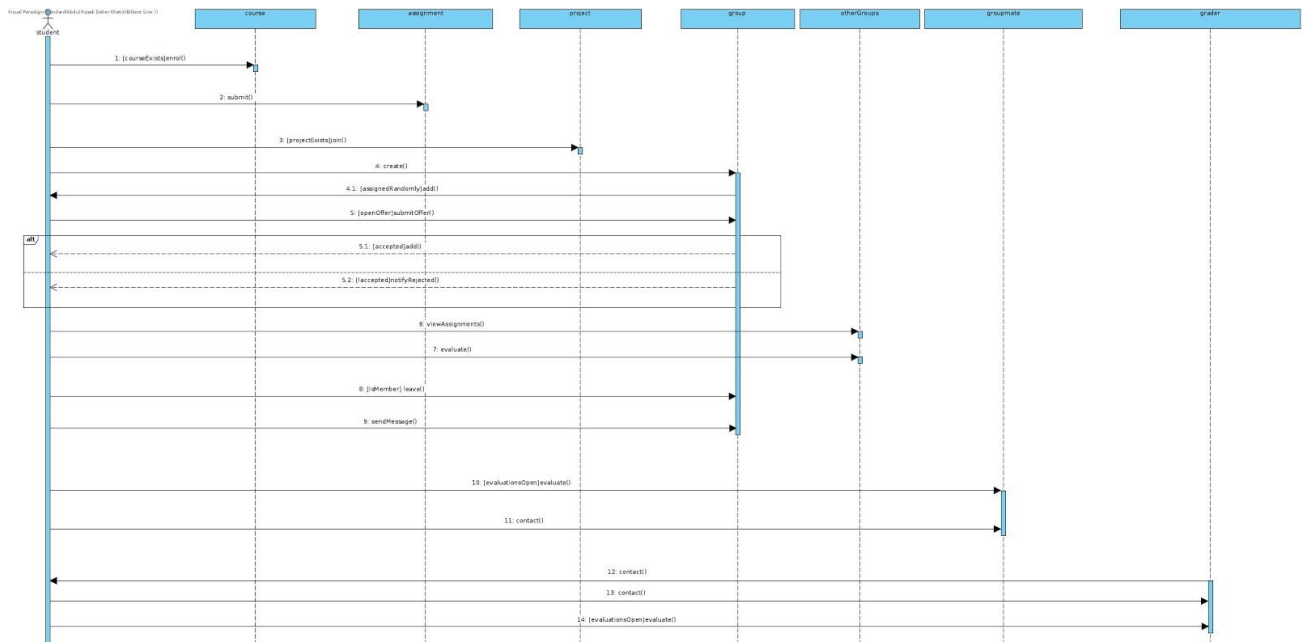 course
assignment
project
group
otherGroups
groupmate
grader
student
1: [courseExists]enrol()
2: submit()
3: [projectExists]join()
4: create()
4.1: [assignedRandomly]add()
5: [openOffer]submitOffer()
alt
5.1: [accepted]add()
5.2: [!accepted]notifyRejected()
6: viewAssignments()
7: evaluate()
8: [IsMember] leave()
9: sendMessage()
10: [evaluationsOpen]evaluate()
11: contact()
12: contact()
13: contact()
14: [evaluationsOpen]evaluate()